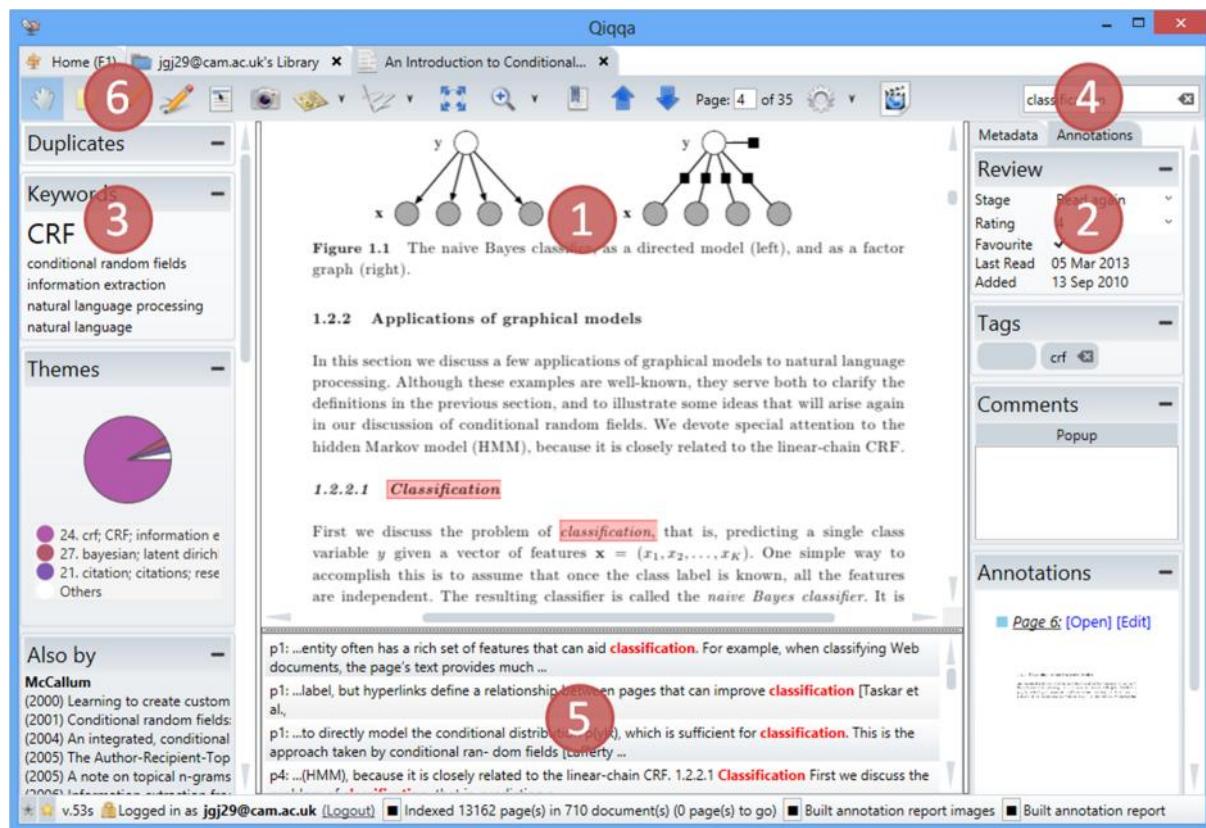 Qiqqa
Home (F1) jgj29@cam.ac.uk's Library An Introduction to Conditional...
6
Page: 4 of 35
4
Duplicates
Keywords
3
CRF
conditional random fields
information extraction
natural language processing
natural language
Themes
24. crf; CRF; information e
27. bayesian; latent dirich
21. citation; citations; rese
Others
Also by
McCallum
(2000) Learning to create custom
(2001) Conditional random fields:
(2004) An integrated, conditional
(2005) The Author-Recipient-Top
(2005) A note on topical n-grams
y y
1
x x
Figure 1.1 The naive Bayes classifier, as a directed model (left), and as a factor
graph (right).
1.2.2 Applications of graphical models
In this section we discuss a few applications of graphical models to natural language
processing. Although these examples are well-known, they serve both to clarify the
definitions in the previous section, and to illustrate some ideas that will arise again
in our discussion of conditional random fields. We devote special attention to the
hidden Markov model (HMM), because it is closely related to the linear-chain CRF.
1.2.2.1 Classification
First we discuss the problem of classification, that is, predicting a single class
variable y given a vector of features x = (x1, x2, . . . , xK). One simple way to
accomplish this is to assume that once the class label is known, all the features
are independent. The resulting classifier is called the naive Bayes classifier. It is
p1: ...entity often has a rich set of features that can aid classification. For example, when classifying Web
documents, the page's text provides much ...
p1: ...label, but hyperlinks define a relationship between pages that can improve classification [Taskar et
al.,
5
p1: ...to directly model the conditional distribution p(y|x), which is sufficient for classification. This is the
approach taken by conditional ran- dom fields [Lafferty ...
p4: ...(HMM), because it is closely related to the linear-chain CRF. 1.2.2.1 Classification First we discuss the
Metadata Annotations
Review
Stage Read again
2
Rating
Favourite
Last Read 05 Mar 2013
Added 13 Sep 2010
Tags
crf
Comments
Popup
Annotations
Page 6: [Open] [Edit]
v.53s Logged in as jgj29@cam.ac.uk (Logout) Indexed 13162 page(s) in 710 document(s) (0 page(s) to go) Built annotation report images Built annotation report